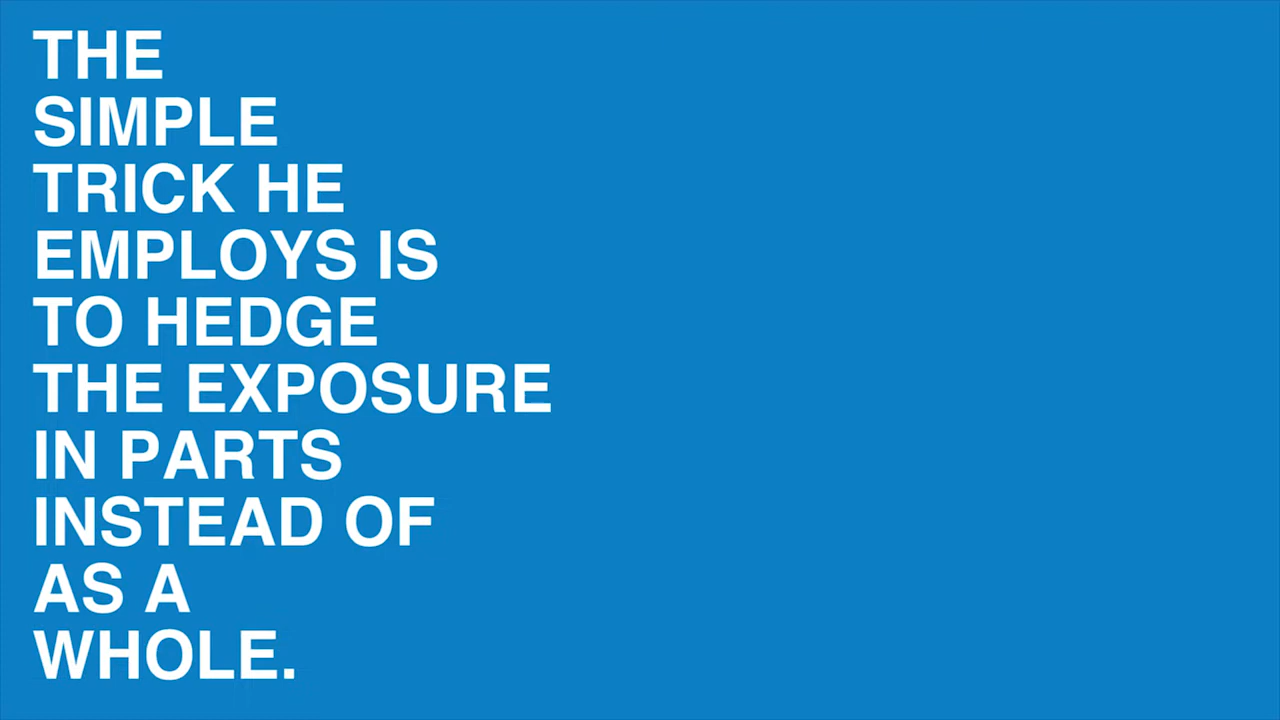 THE
SIMPLE
TRICK HE
EMPLOYS IS
TO HEDGE
THE EXPOSURE
IN PARTS
INSTEAD OF
AS A
WHOLE.